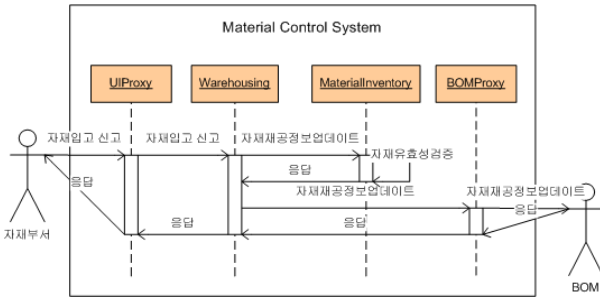 Material Control System
UIProxy
Warehousing
MaterialInventory
BOMProxy
자재입고 신고
자재입고 신고
자재재공정보업데이트
자재유효성검증
응답
응답
자재재공정보업데이트
자재재공정보업데이트
응답
응답
응답
자재부서
BOM